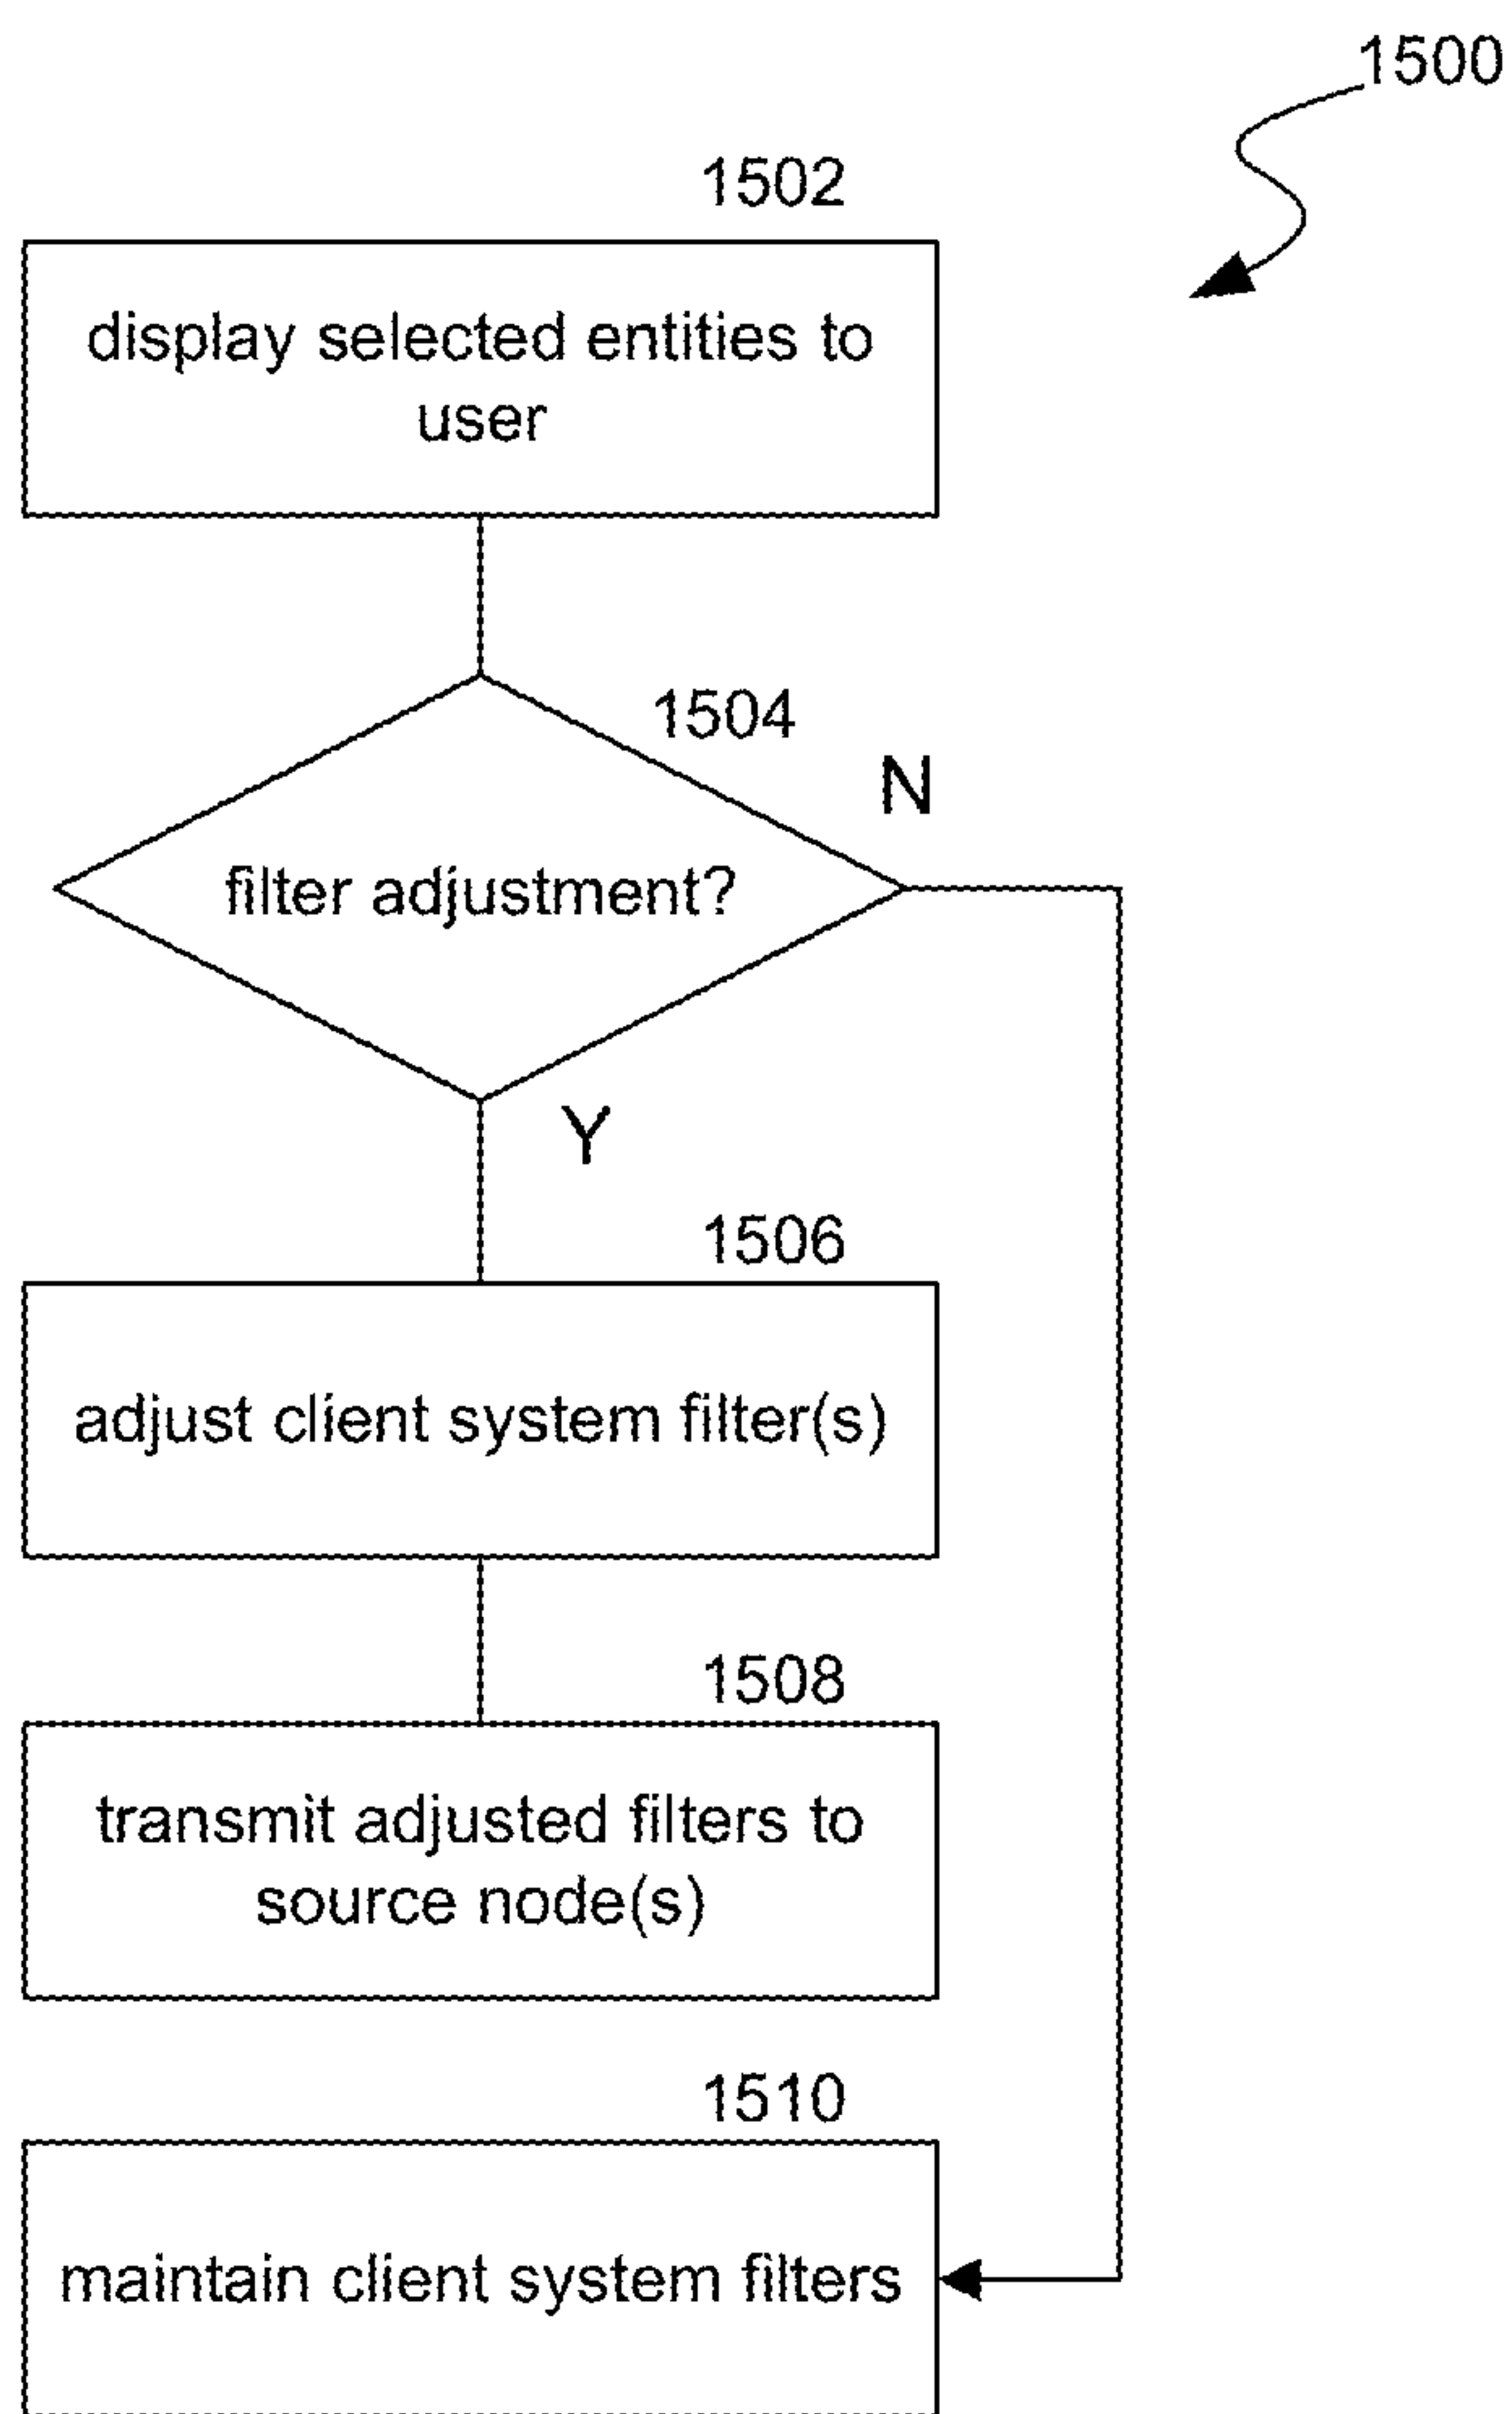 1500
1502
display selected entities to
user
1504
N
filter adjustment?
Y
1506
adjust client system filter(s)
1508
transmit adjusted filters to
source node(s)
1510
maintain client system filters